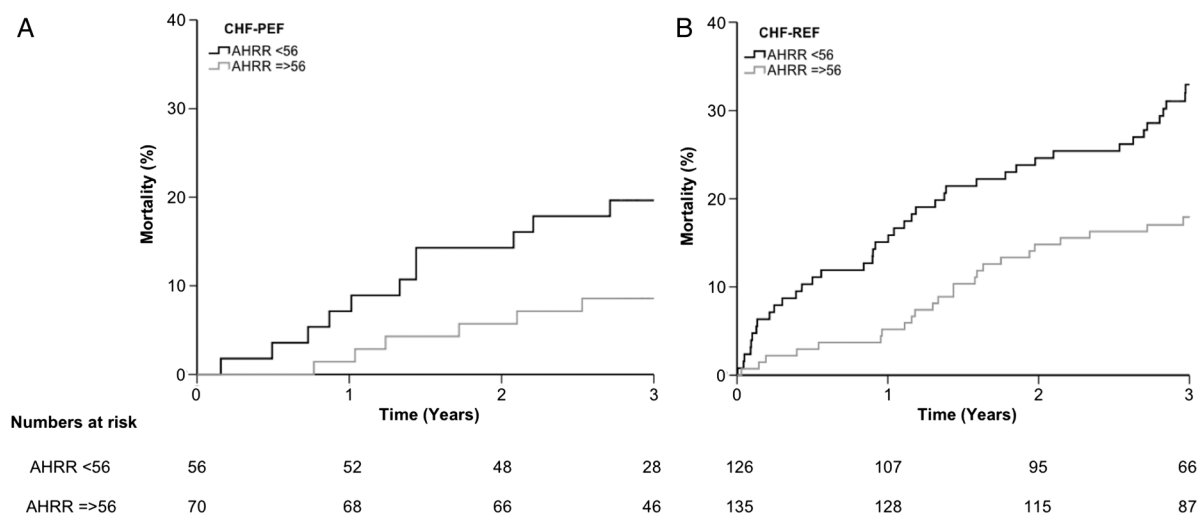 A
CHF-PEF
AHRR <56
AHRR =>56
40
30
20
10
0
Mortality (%)
0 1 2 3
Time (Years)
B
CHF-REF
AHRR <56
AHRR =>56
40
30
20
10
0
Mortality (%)
0 1 2 3
Time (Years)
Numbers at risk
AHRR <56 56 52 48 28 126 107 95 66
AHRR =>56 70 68 66 46 135 128 115 87